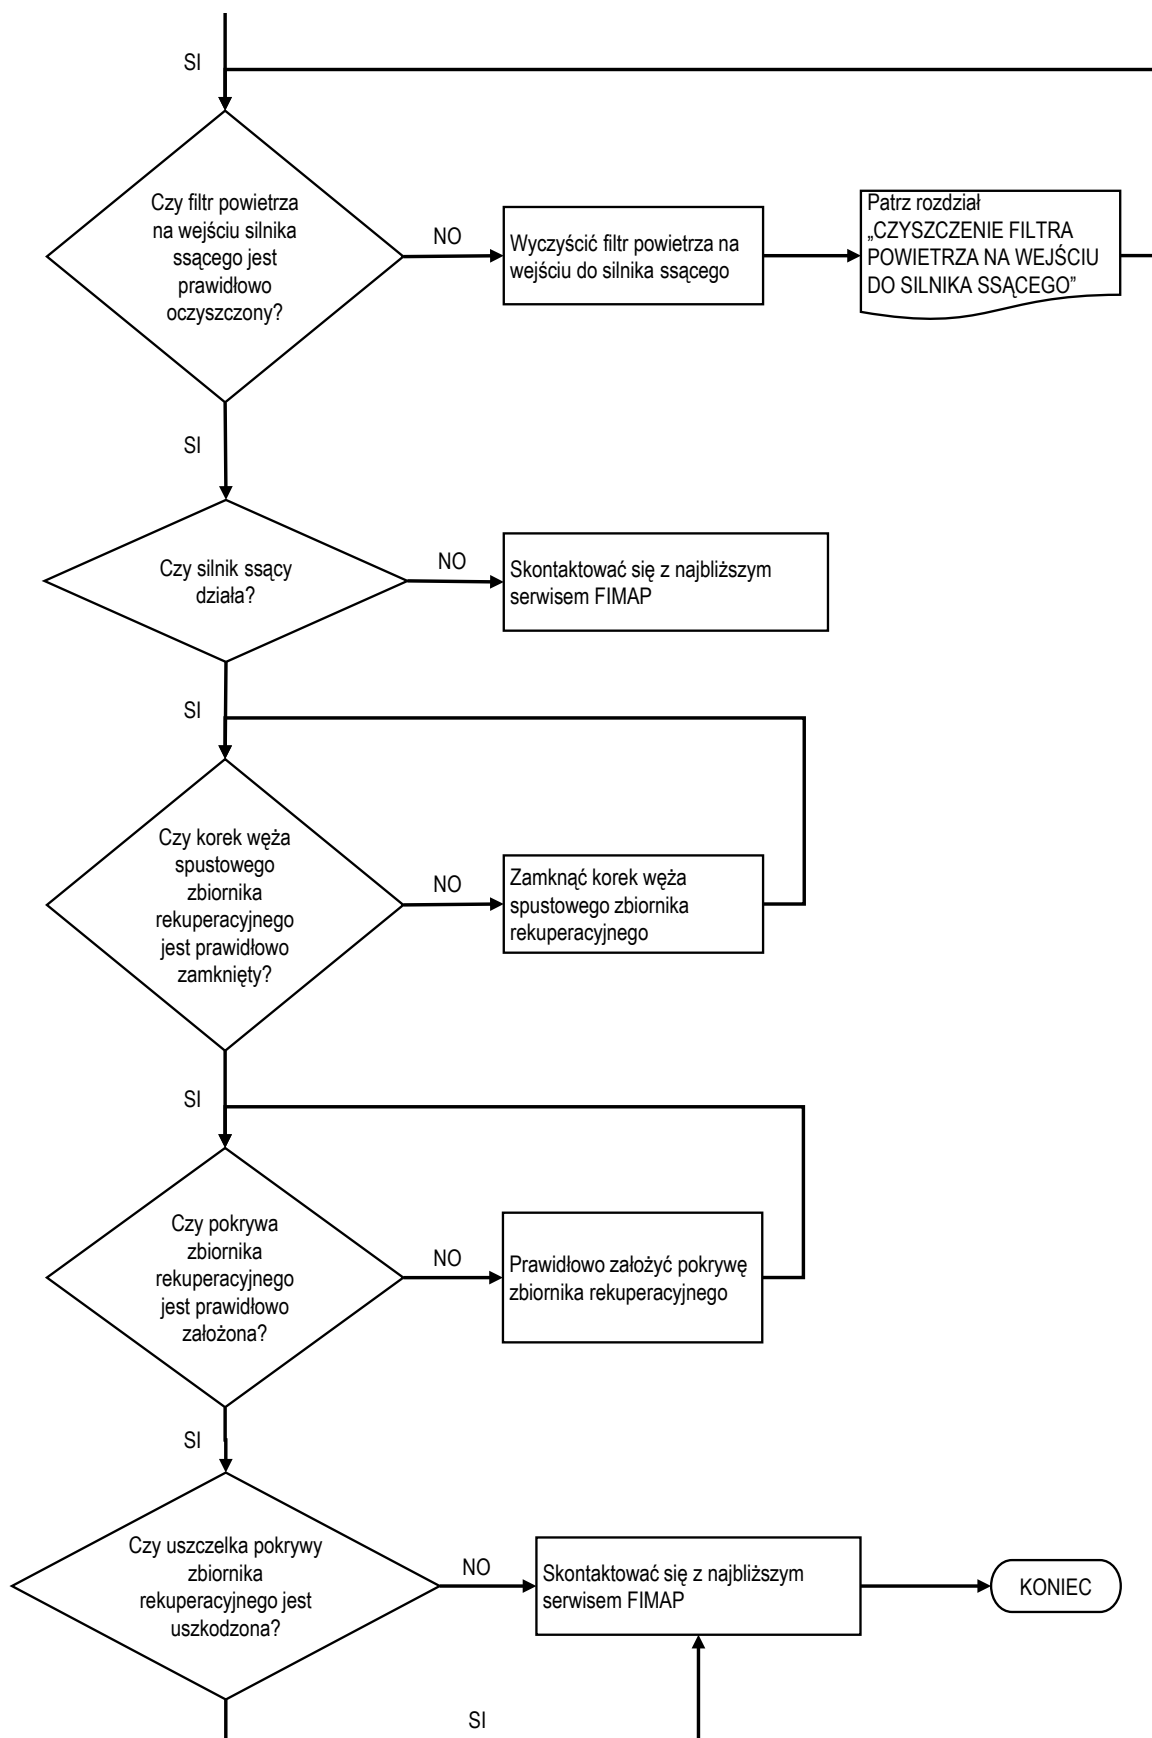 SI
Czy filtr powietrza
na wejściu silnika
ssącego jest
prawidłowo
oczyszczony?
NO
Wyczyścić filtr powietrza na
wejściu do silnika ssącego
Patrz rozdział
„CZYSZCZENIE FILTRA
POWIETRZA NA WEJŚCIU
DO SILNIKA SSĄCEGO”
SI
Czy silnik ssący
działa?
NO
Skontaktować się z najbliższym
serwisem FIMAP
SI
Czy korek węża
spustowego
zbiornika
rekuperacyjnego
jest prawidłowo
zamknięty?
NO
Zamknąć korek węża
spustowego zbiornika
rekuperacyjnego
SI
Czy pokrywa
zbiornika
rekuperacyjnego
jest prawidłowo
założona?
NO
Prawidłowo założyć pokrywę
zbiornika rekuperacyjnego
SI
Czy uszczelka pokrywy
zbiornika
rekuperacyjnego jest
uszkodzona?
NO
Skontaktować się z najbliższym
serwisem FIMAP
KONIEC
SI